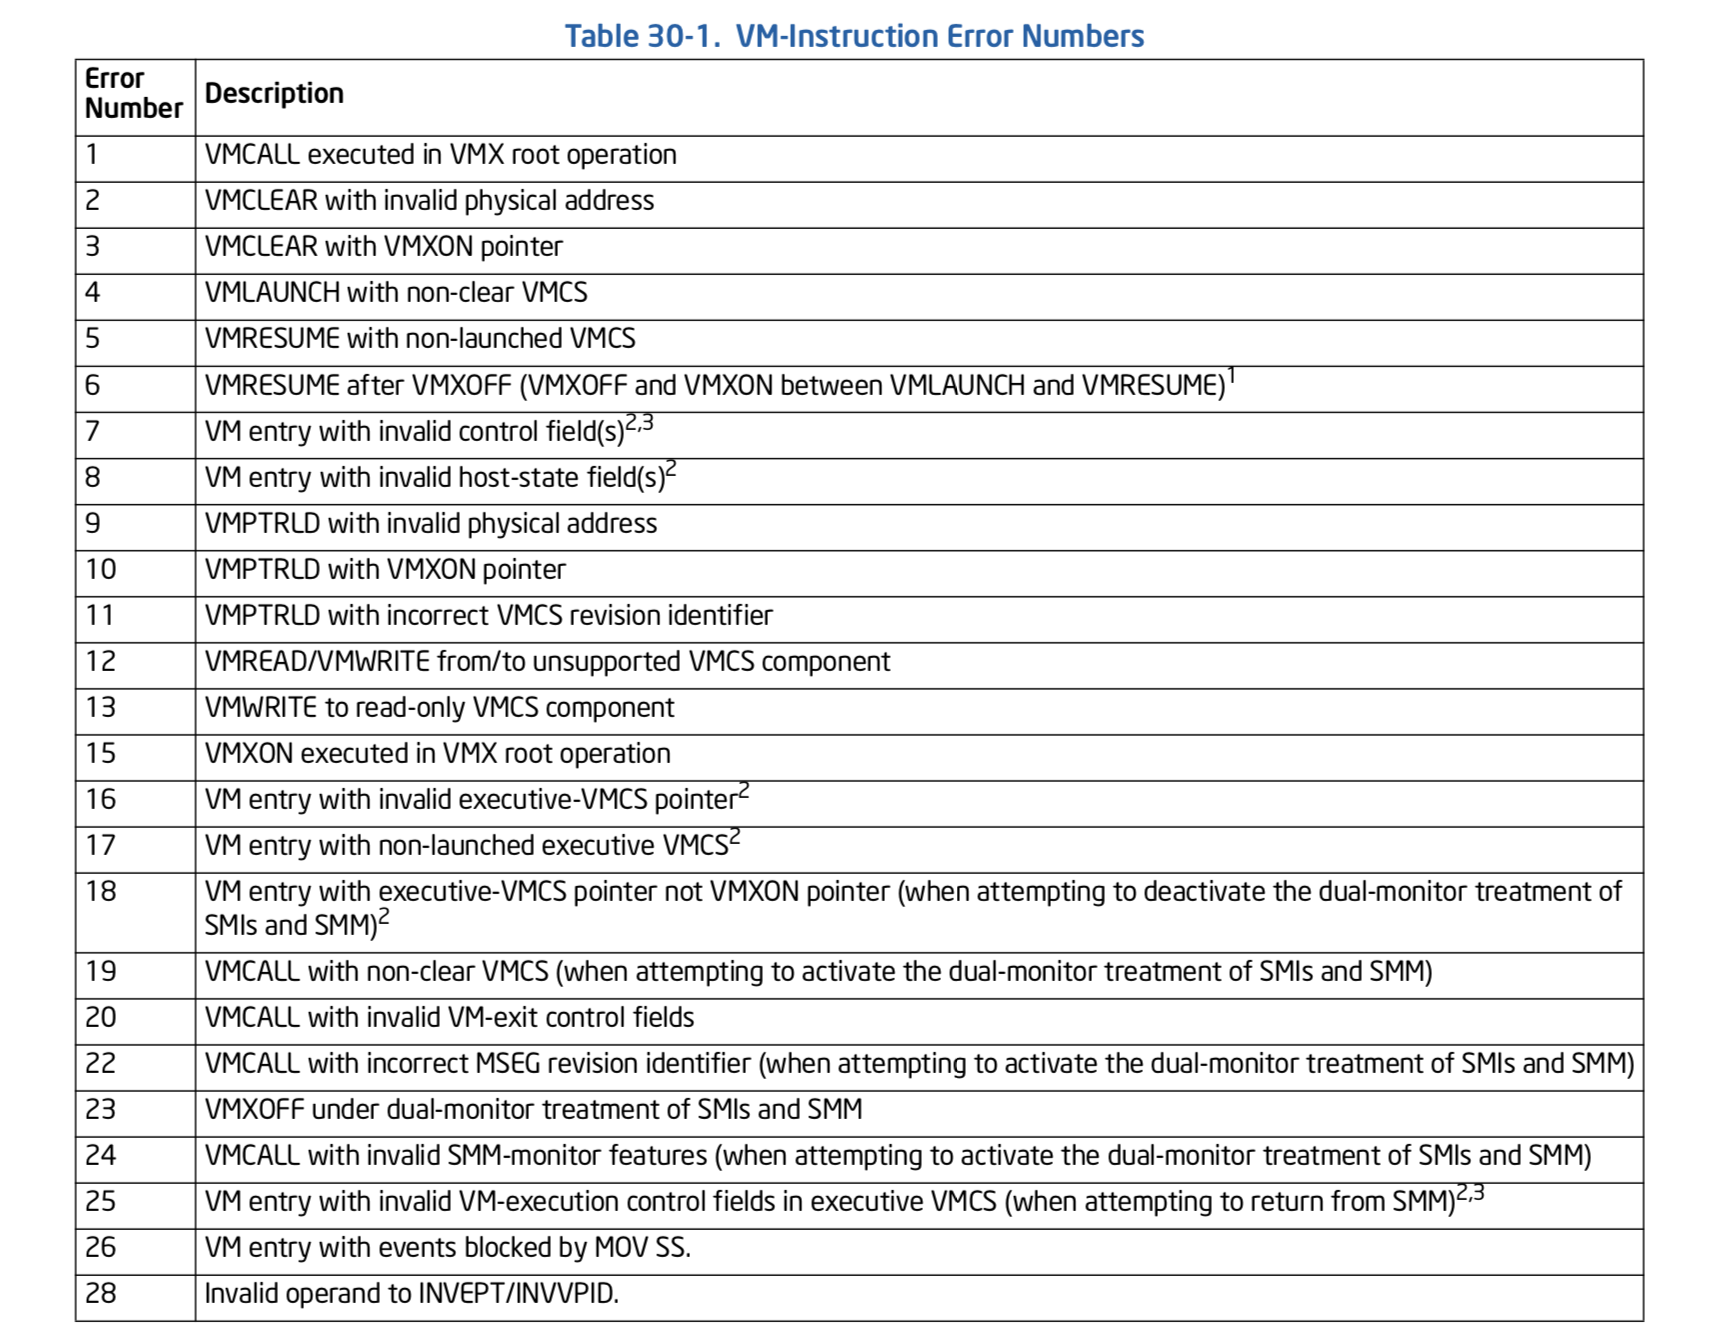 Table 30-1. VM-Instruction Error Numbers
Error
Number
Description
1 VMCALL executed in VMX root operation
2 VMCLEAR with invalid physical address
3 VMCLEAR with VMXON pointer
4 VMLAUNCH with non-clear VMCS
5 VMRESUME with non-launched VMCS
6 VMRESUME after VMXOFF (VMXOFF and VMXON between VMLAUNCH and VMRESUME)1
7 VM entry with invalid control field(s)2,3
8 VM entry with invalid host-state field(s)2
9 VMPTRLD with invalid physical address
10 VMPTRLD with VMXON pointer
11 VMPTRLD with incorrect VMCS revision identifier
12 VMREAD/VMWRITE from/to unsupported VMCS component
13 VMWRITE to read-only VMCS component
15 VMXON executed in VMX root operation
16 VM entry with invalid executive-VMCS pointer2
17 VM entry with non-launched executive VMCS2
18 VM entry with executive-VMCS pointer not VMXON pointer (when attempting to deactivate the dual-monitor treatment of
SMIs and SMM)2
19 VMCALL with non-clear VMCS (when attempting to activate the dual-monitor treatment of SMIs and SMM)
20 VMCALL with invalid VM-exit control fields
22 VMCALL with incorrect MSEG revision identifier (when attempting to activate the dual-monitor treatment of SMIs and SMM)
23 VMXOFF under dual-monitor treatment of SMIs and SMM
24 VMCALL with invalid SMM-monitor features (when attempting to activate the dual-monitor treatment of SMIs and SMM)
25 VM entry with invalid VM-execution control fields in executive VMCS (when attempting to return from SMM)2,3
26 VM entry with events blocked by MOV SS.
28 Invalid operand to INVEPT/INVVPID.